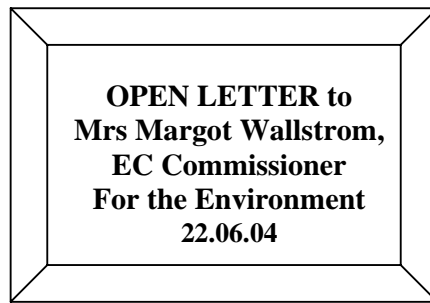 OPEN LETTER to
Mrs Margot Wallstrom,
EC Commissioner
For the Environment
22.06.04